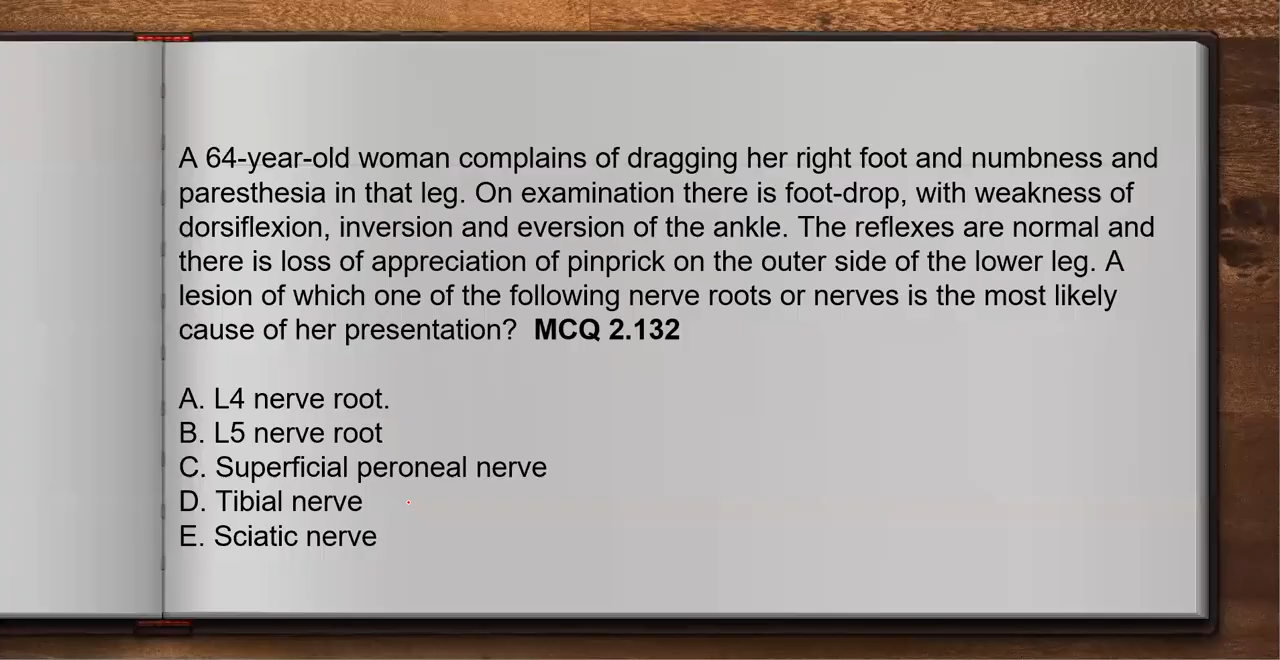 A 64-year-old woman complains of dragging her right foot and numbness and
paresthesia in that leg. On examination there is foot-drop, with weakness of
dorsiflexion, inversion and eversion of the ankle. The reflexes are normal and
there is loss of appreciation of pinprick on the outer side of the lower leg. A
lesion of which one of the following nerve roots or nerves is the most likely
cause of her presentation?  MCQ 2.132
A. L4 nerve root.
B. L5 nerve root
C. Superficial peroneal nerve
D. Tibial nerve
E. Sciatic nerve